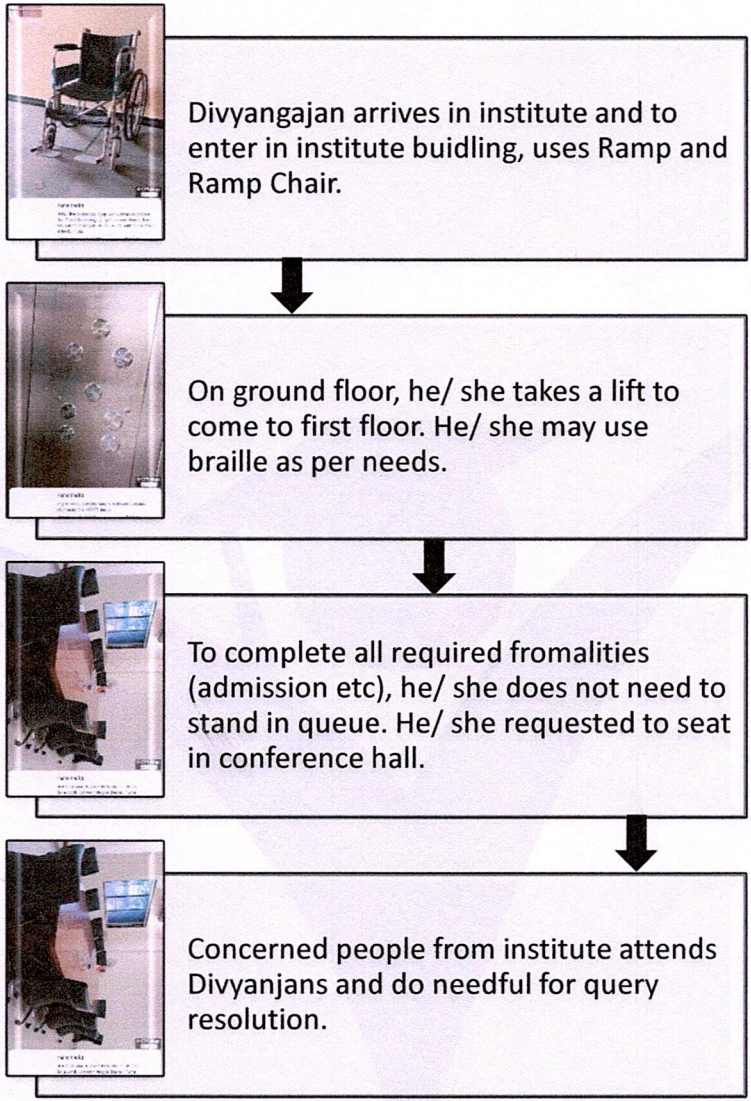 Divyangajan arrives in institute and to
enter in institute buidling, uses Ramp and
Ramp Chair.
On ground floor, he/ she takes a lift to
come to first floor. He/ she may use
braille as per needs.
To complete all required fromalities
(admission etc), he/ she does not need to
stand in queue. He/ she requested to seat
in conference hall.
Concerned people from institute attends
Divyanjans and do needful for query
resolution.